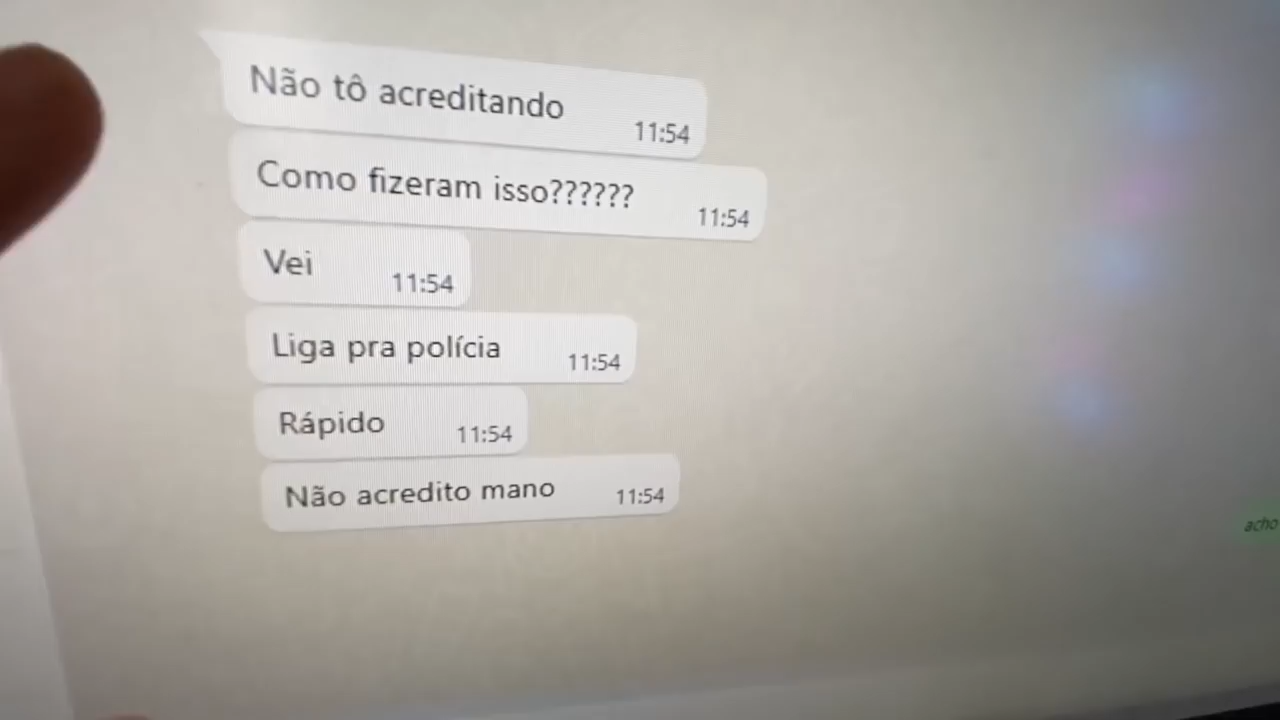 Não tô acreditando 11:54
Como fizeram isso?????? 11:54
Vei 11:54
Liga pra polícia 11:54
Rápido 11:54
Não acredito mano 11:54
acho